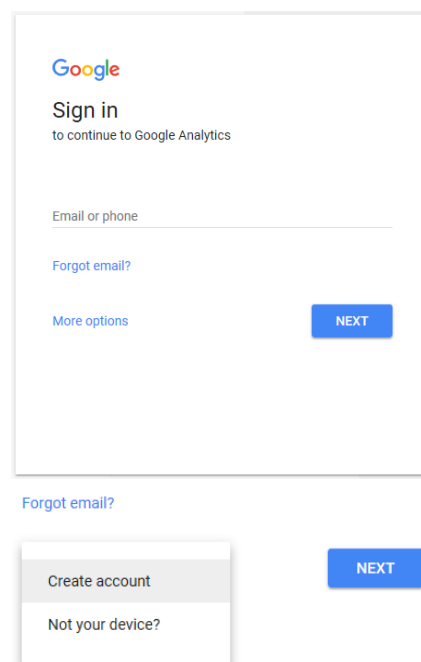 Google
Sign in
to continue to Google Analytics
Email or phone
Forgot email?
More options
NEXT
Forgot email?
Create account
NEXT
Not your device?